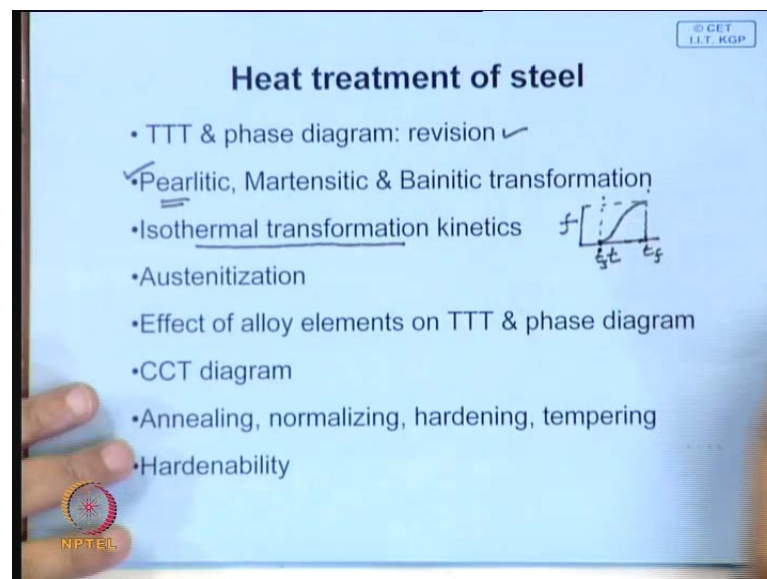 © CET
I.I.T. KGP
Heat treatment of steel
• TTT & phase diagram: revision
•Pearlitic, Martensitic & Bainitic transformation
•Isothermal transformation kinetics
f
t
tf
•Austenitization
•Effect of alloy elements on TTT & phase diagram
•CCT diagram
•Annealing, normalizing, hardening, tempering
•Hardenability
NPTEL